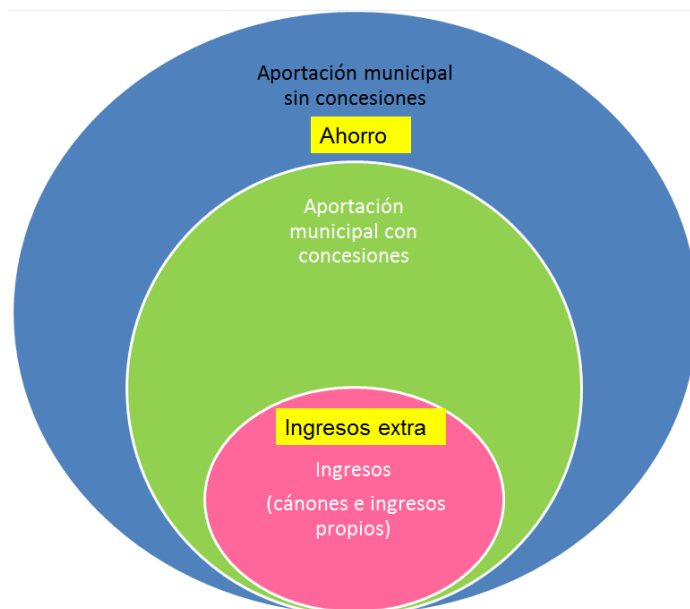 Aportación municipal
sin concesiones
Ahorro
Aportación
municipal con
concesiones
Ingresos extra
Ingresos
(cánones e ingresos
propios)